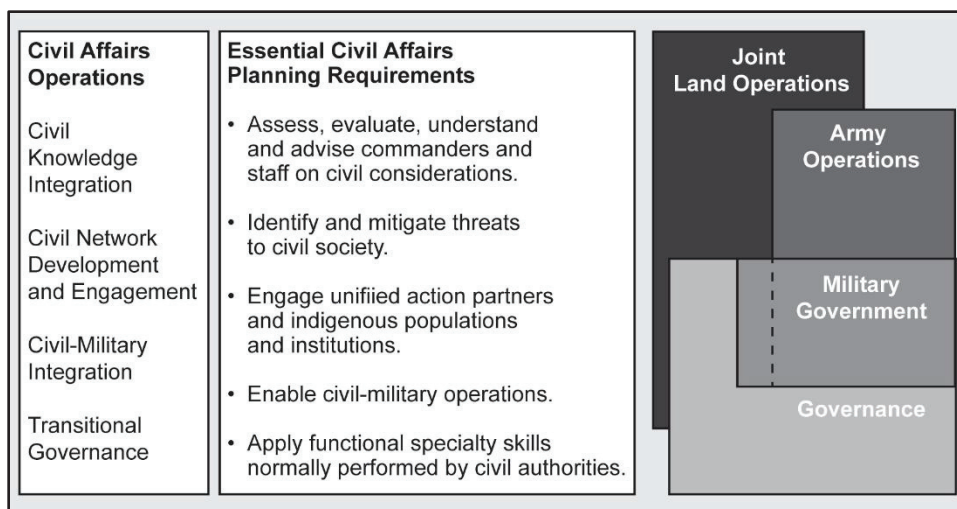 Civil Affairs
Operations
Civil
Knowledge
Integration
Civil Network
Development
and Engagement
Civil-Military
Integration
Transitional
Governance
Essential Civil Affairs
Planning Requirements
• Assess, evaluate, understand
and advise commanders and
staff on civil considerations.
• Identify and mitigate threats
to civil society.
• Engage unifiied action partners
and indigenous populations
and institutions.
• Enable civil-military operations.
• Apply functional specialty skills
normally performed by civil authorities.
Joint
Land Operations
Army
Operations
Military
Government
Governance